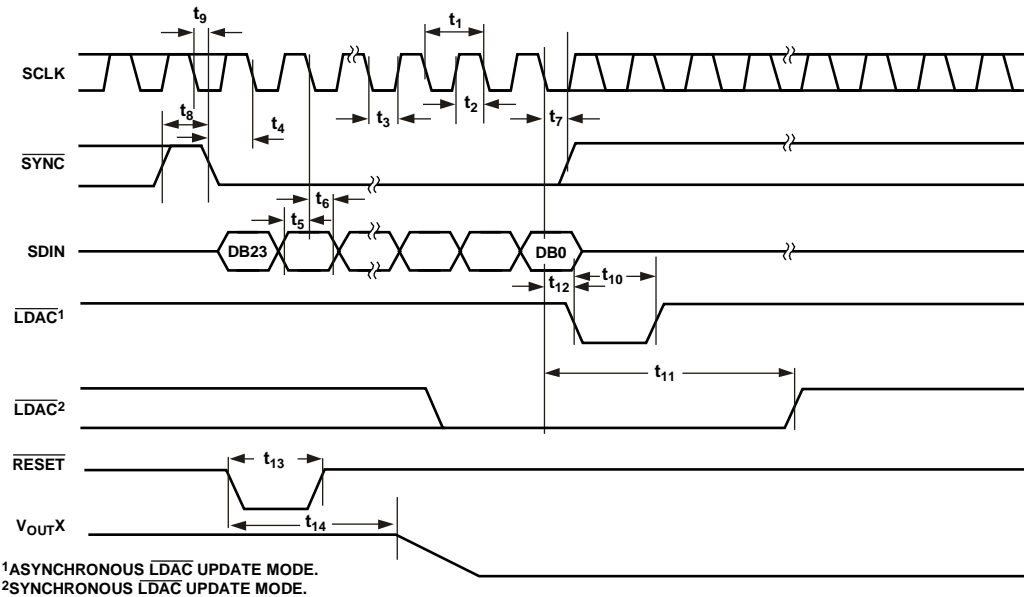 t9
t1
SCLK
t8
t4
t3
t2
t7
SYNC
t6
t5
SDIN
DB23
DB0
t12
t10
LDAC1
t11
LDAC2
RESET
t13
t14
VOUTX
1ASYNCHRONOUS LDAC UPDATE MODE.
2SYNCHRONOUS LDAC UPDATE MODE.